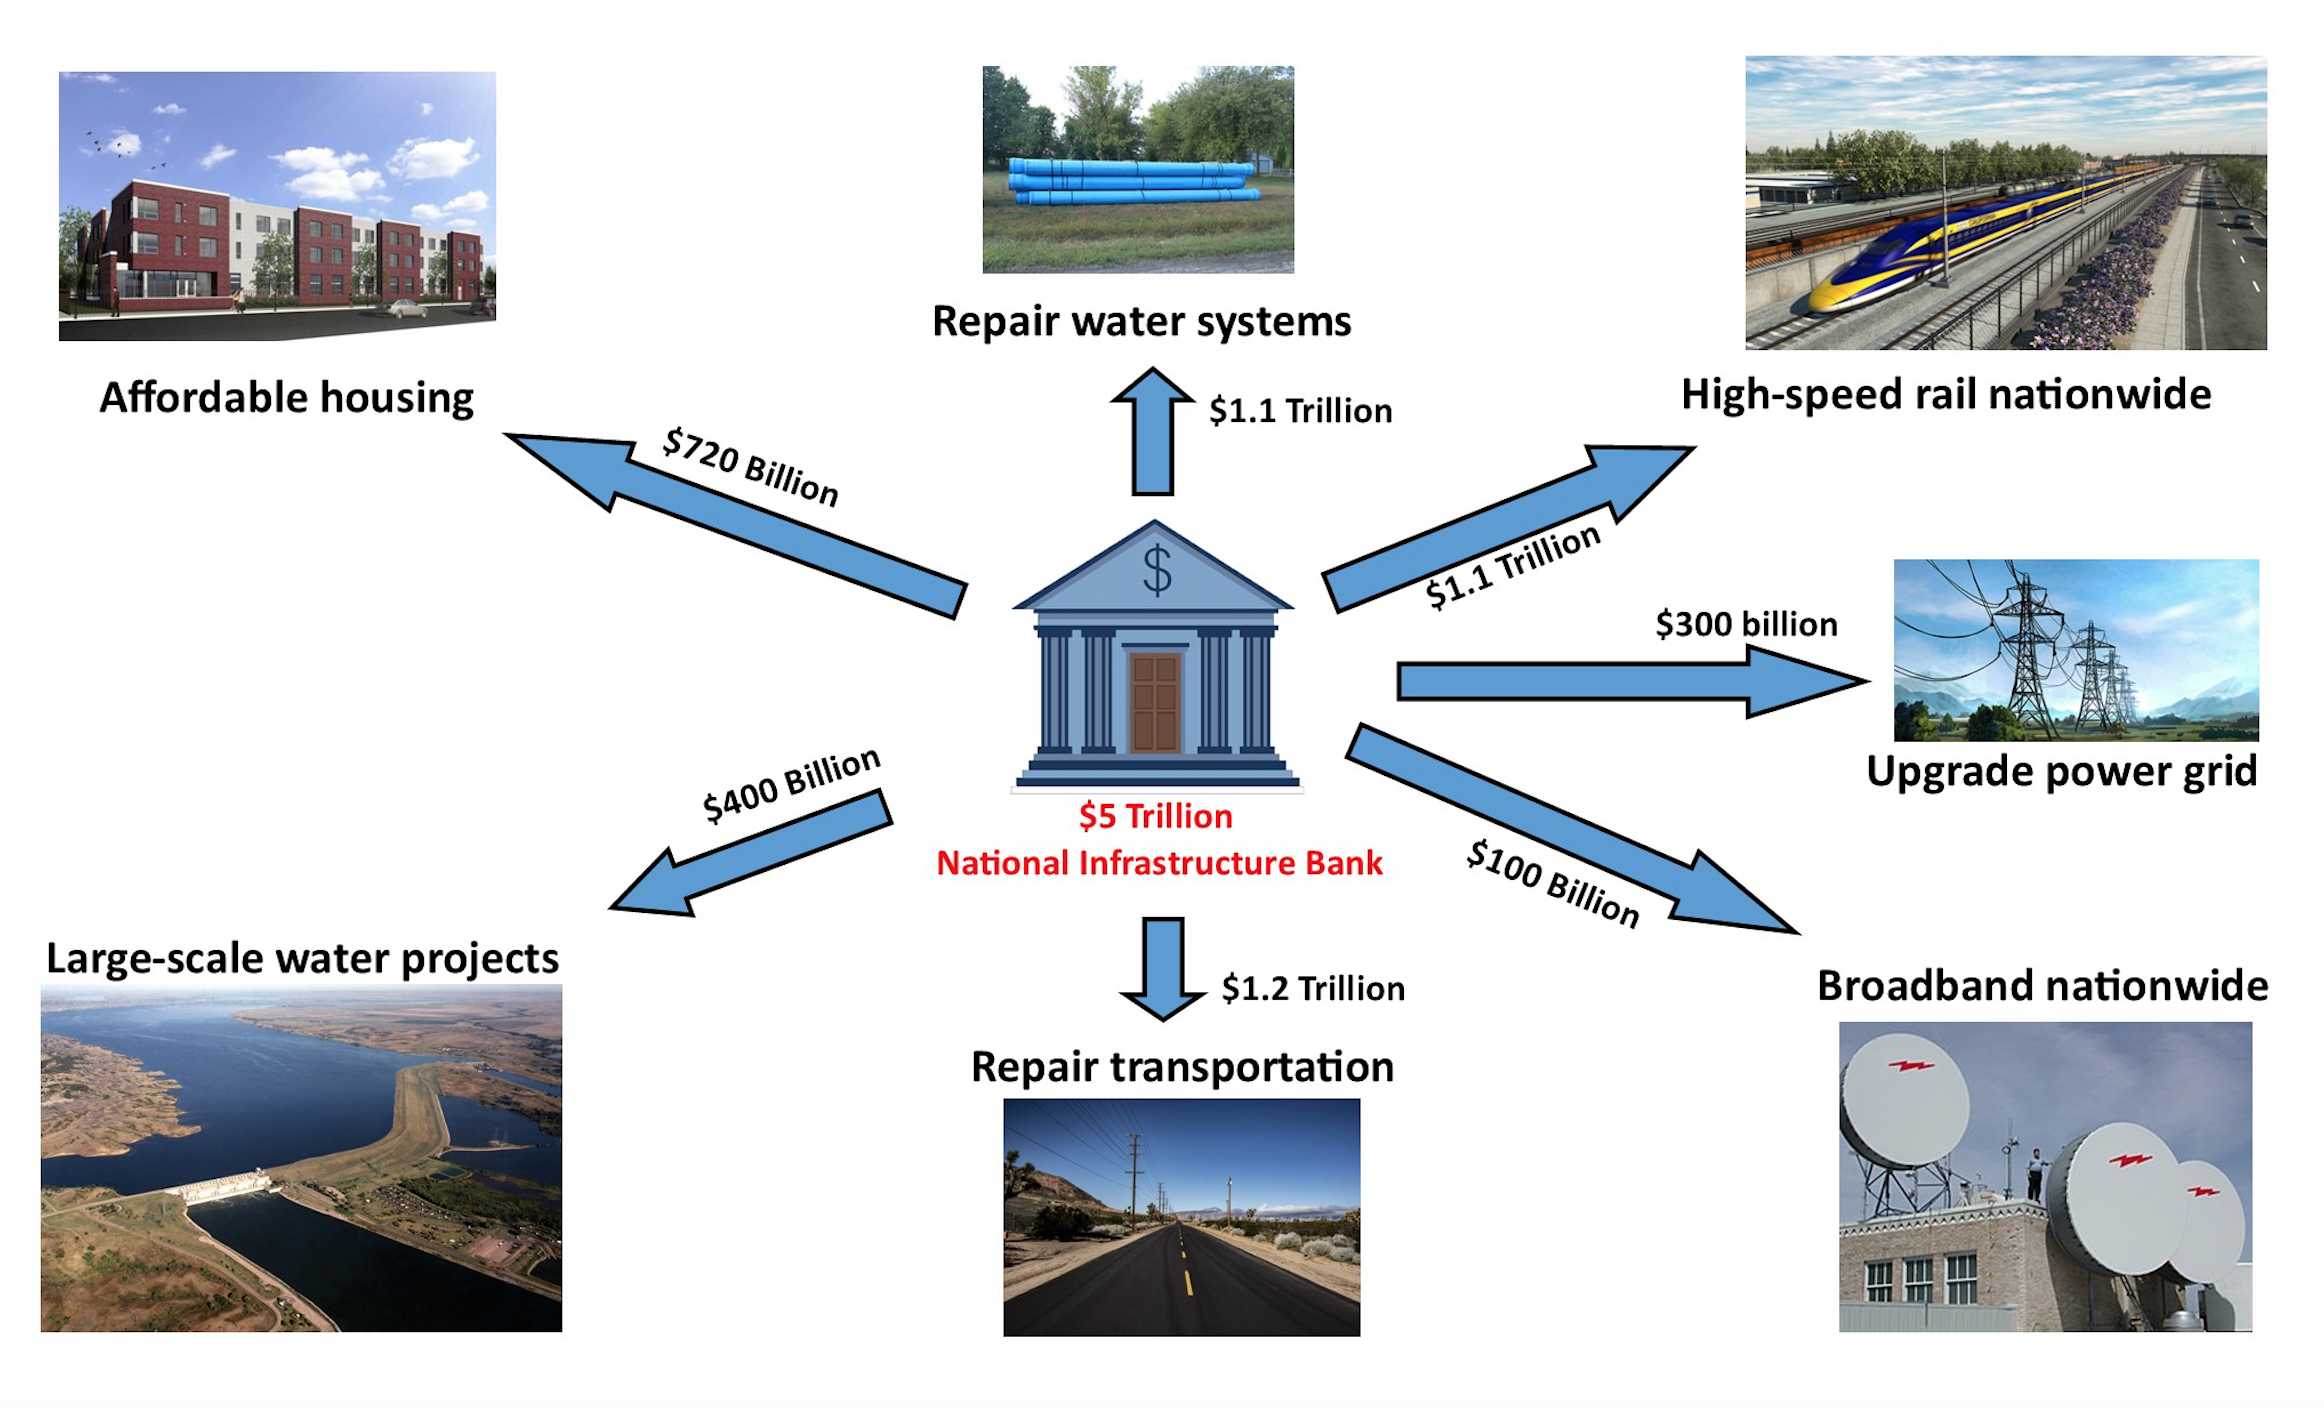 Repair water systems
Affordable housing
High-speed rail nationwide
$1.1 Trillion
$720 Billion
$
$1.1 Trillion
$300 billion
Upgrade power grid
$400 Billion
$5 Trillion
National Infrastructure Bank
$100 Billion
Large-scale water projects
$1.2 Trillion
Broadband nationwide
Repair transportation